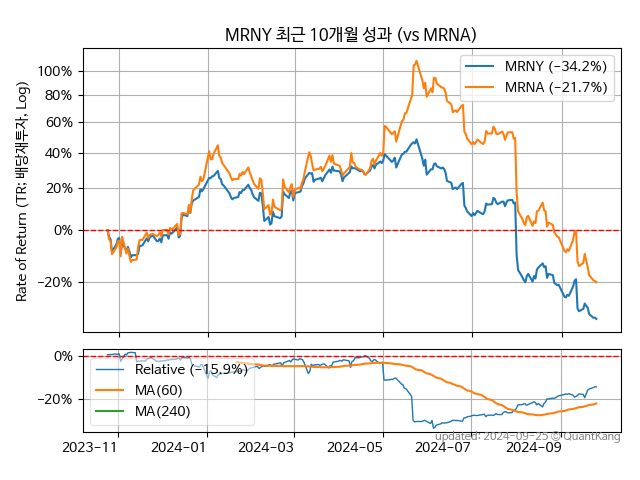 MRNY 최근 10개월 성과 (vs MRNA)
Rate of Return (TR: 배당재투자, Log)
100%
80%
60%
40%
20%
0%
−20%
MRNY (−34.2%)
MRNA (−21.7%)
0%
−20%
Relative (−15.9%)
MA(60)
MA(240)
2023−11
2024−01
2024−03
2024−05
2024−07
2024−09
updated: 2024−09−25 © QuantKang